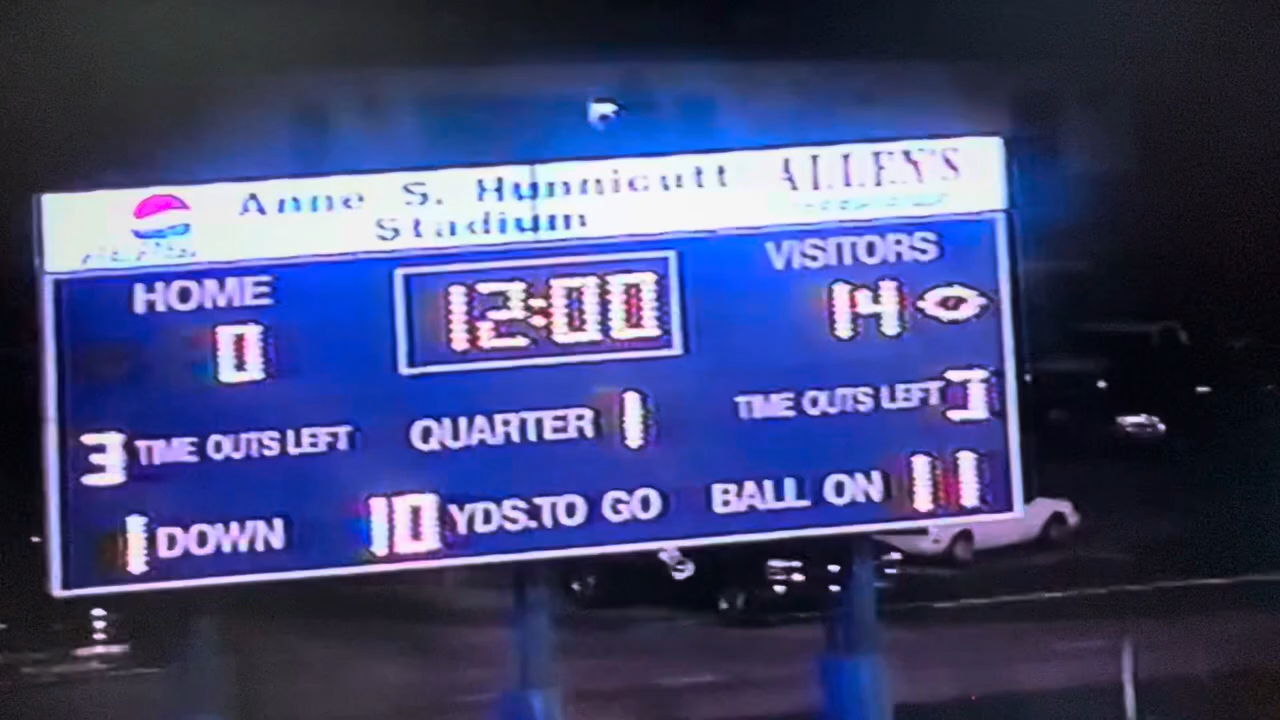 Anne S. Hunnicutt
Stadium
ALLEN'S
HOME
0
12:00
VISITORS
14
3 TIME OUTS LEFT
QUARTER 1
TIME OUTS LEFT 3
1 DOWN
10 YDS.TO GO
BALL ON 11